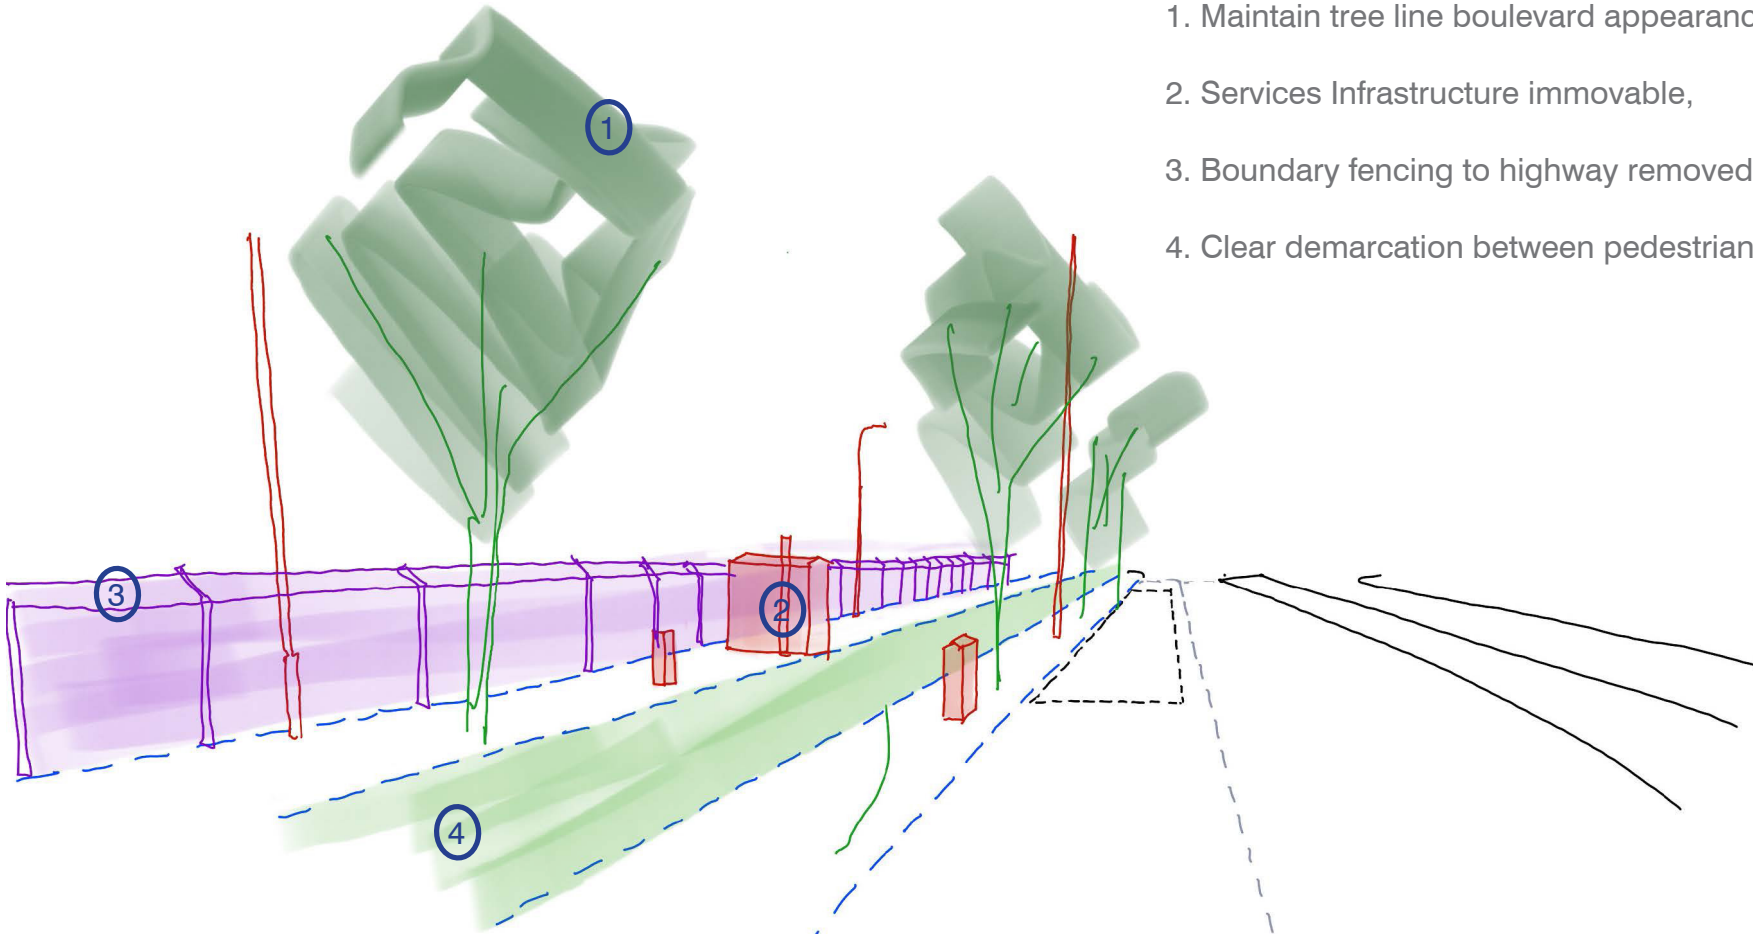 1. Maintain tree line boulevard
2. Services Infrastructure immovable,
3. Boundary fencing to highway removed
4. Clear demarcation between pedestrian
1
2
3
4